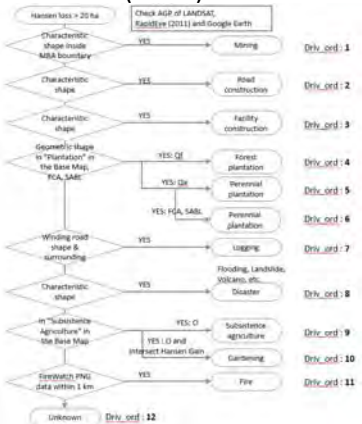 Hansen loss > 20 ha
Check AGP of LANDSAT,
RapidEye (2011) and Google Earth
Characteristic
shape inside
MBA boundary
YES
Mining
Driv_ord : 1
Characteristic
shape
YES
Road
construction
Driv_ord : 2
Characteristic
shape
YES
Facility
construction
Driv_ord : 3
Geometric shape
in "Plantation" in
the Base Map,
FCA, SABL
YES: Qf
Forest
plantation
Driv_ord : 4
YES: Qa
Perennial
plantation
Driv_ord : 5
YES: FCA, SABL
Perennial
plantation
Driv_ord : 6
Winding road
shape &
surrounding
YES
Logging
Driv_ord : 7
Flooding, Landslide,
Volcano, etc.
Characteristic
shape
YES
Disaster
Driv_ord : 8
In "Subsistence
Agriculture" in
the Base Map
YES: O
Subsistence
agriculture
Driv_ord : 9
YES : O and
Intersect Hansen Gain
Gardening
Driv_ord : 10
FireWatch PNG
data within 1 km
YES
Fire
Driv_ord : 11
Unknown
Driv_ord : 12